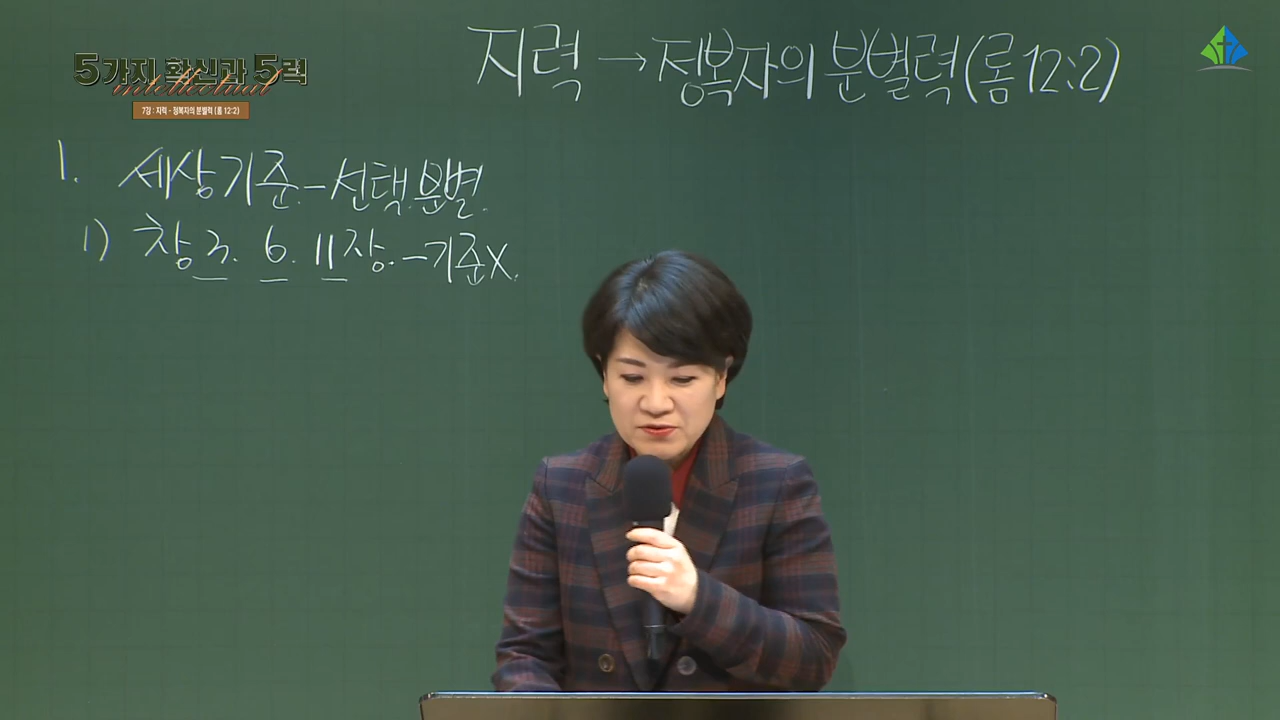 5가지 확신과 5력
intellectual
7강 : 지력 - 정복자의 분별력 (롬 12:2)
지력 → 정복자의 분별력(롬12:2)
1. 세상기준-선택.분별.
1) 창3. 6. 11장.-기준X.